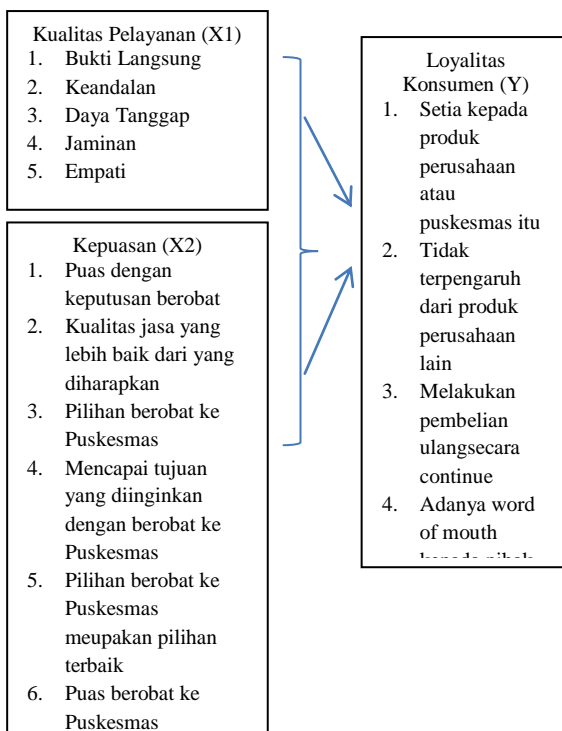 Kualitas Pelayanan (X1)
1. Bukti Langsung
2. Keandalan
3. Daya Tanggap
4. Jaminan
5. Empati
Kepuasan (X2)
1. Puas dengan
keputusan berobat
2. Kualitas jasa yang
lebih baik dari yang
diharapkan
3. Pilihan berobat ke
Puskesmas
4. Mencapai tujuan
yang diinginkan
dengan berobat ke
Puskesmas
5. Pilihan berobat ke
Puskesmas
meupakan pilihan
terbaik
6. Puas berobat ke
Puskesmas
Loyalitas
Konsumen (Y)
1. Setia kepada
produk
perusahaan
atau
puskesmas itu
2. Tidak
terpengaruh
dari produk
perusahaan
lain
3. Melakukan
pembelian
ulangsecara
continue
4. Adanya word
of mouth